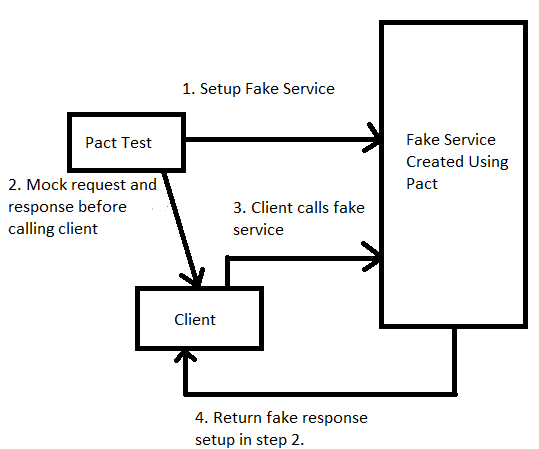 1. Setup Fake Service
Pact Test
Fake Service
Created Using
Pact
2. Mock request and
response before
calling client
3. Client calls fake
service
Client
4. Return fake response
setup in step 2.